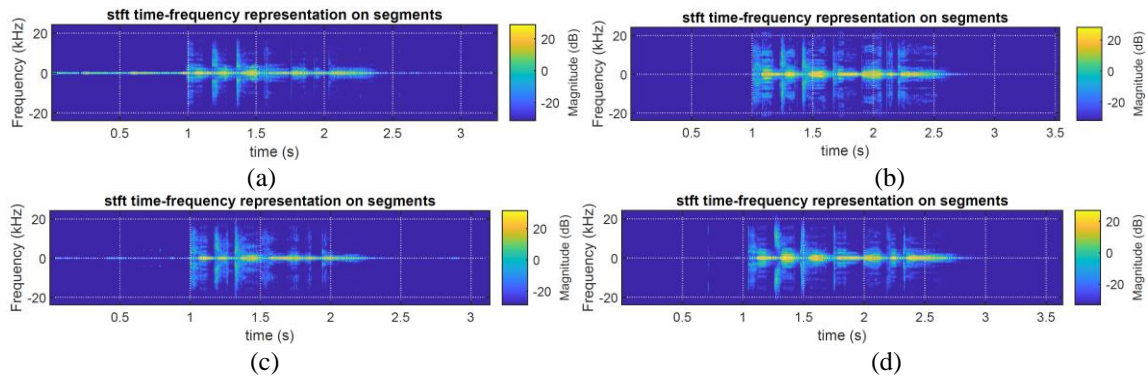 stft time-frequency representation on segments
Frequency (kHz)
20
0
-20
0.5 1 1.5 2 2.5 3
time (s)
20
0
-20
Magnitude (dB)
(a)
stft time-frequency representation on segments
Frequency (kHz)
20
0
-20
0.5 1 1.5 2 2.5 3 3.5
time (s)
20
0
-20
Magnitude (dB)
(b)
stft time-frequency representation on segments
Frequency (kHz)
20
0
-20
0.5 1 1.5 2 2.5 3
time (s)
20
0
-20
Magnitude (dB)
(c)
stft time-frequency representation on segments
Frequency (kHz)
20
0
-20
0.5 1 1.5 2 2.5 3 3.5
time (s)
20
0
-20
Magnitude (dB)
(d)